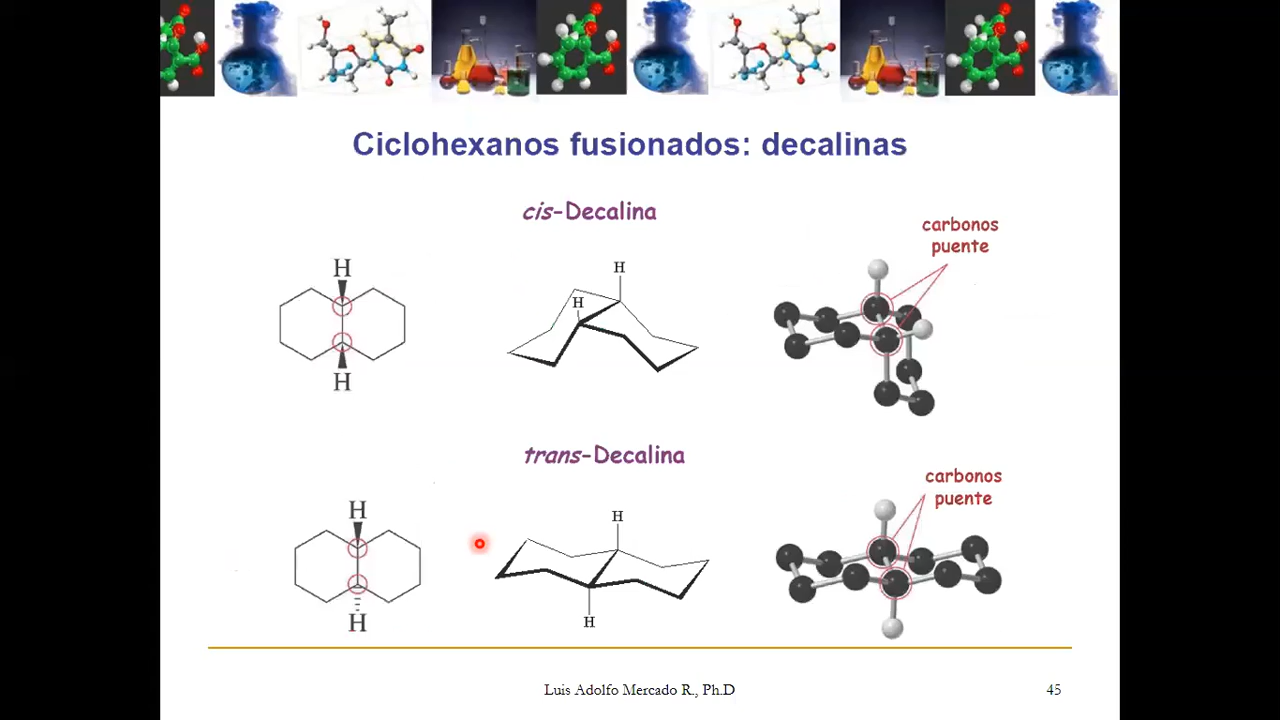 Ciclohexanos fusionados: decalinas
cis-Decalina
carbonos
puente
H
H
H
H
trans-Decalina
carbonos
puente
H
H
H
H
Luis Adolfo Mercado R., Ph.D
45